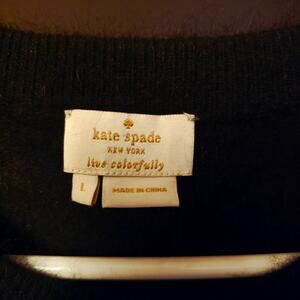 kate spade
NEW YORK
live colorfully
L
MADE IN CHINA